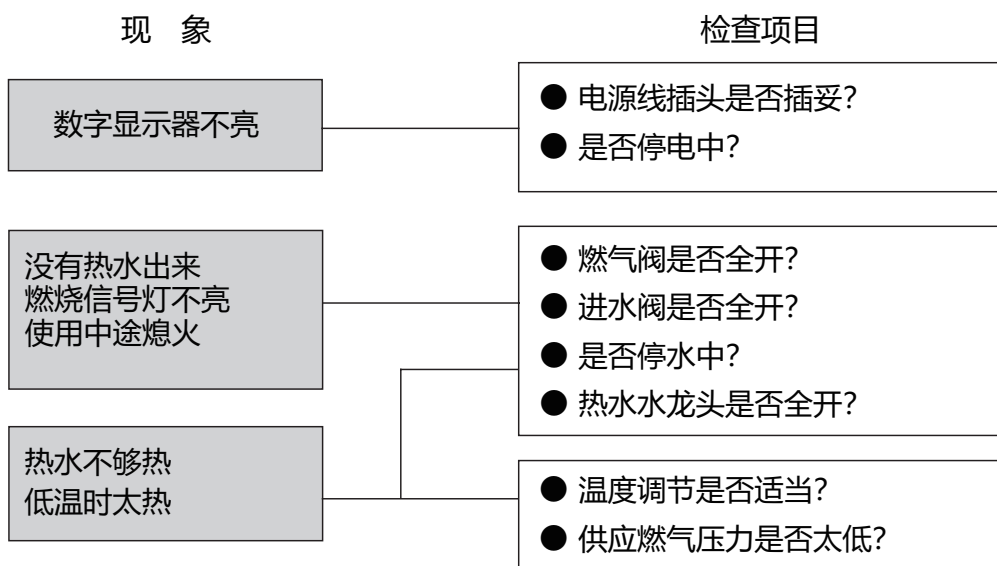 现 象
检查项目
数字显示器不亮
● 电源线插头是否插妥？
● 是否停电中？
没有热水出来
燃烧信号灯不亮
使用中途熄火
● 燃气阀是否全开？
● 进水阀是否全开？
● 是否停水中？
● 热水水龙头是否全开？
热水不够热
低温时太热
● 温度调节是否适当？
● 供应燃气压力是否太低？